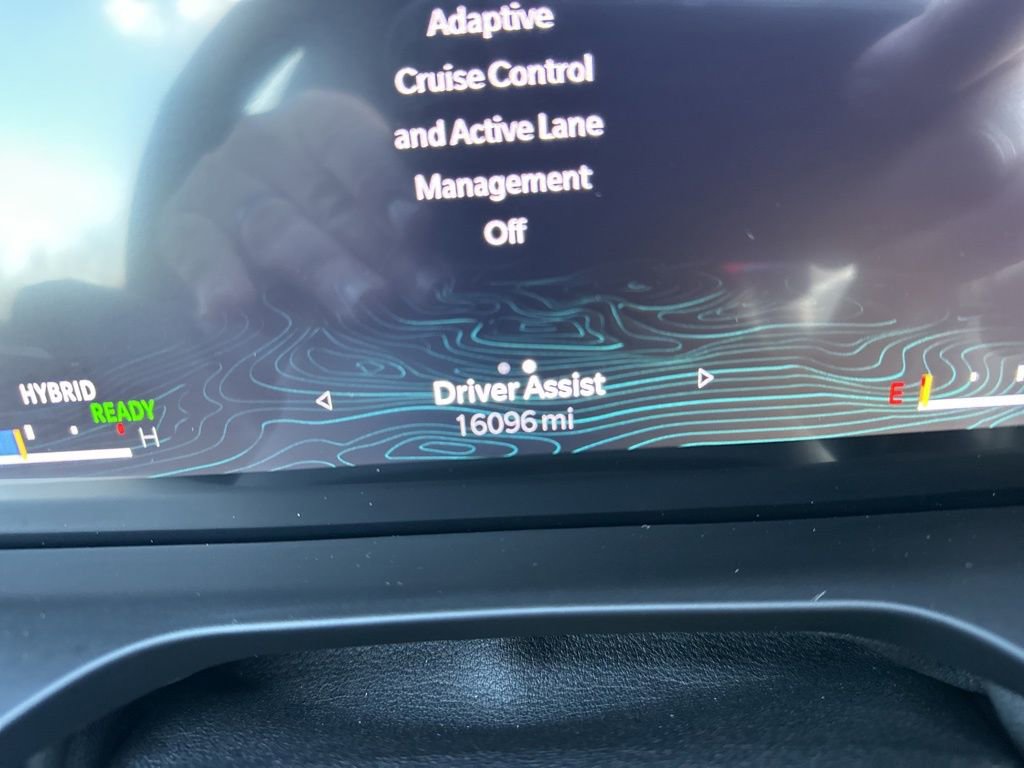 Adaptive
Cruise Control
and Active Lane
Management
Off
HYBRID
READY
H
Driver Assist
16096 mi
E